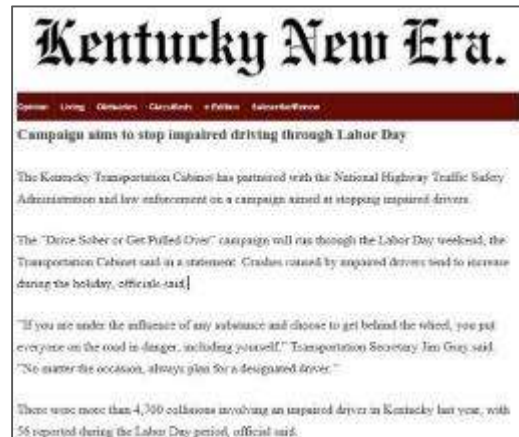 Kentucky New Era.
Opinion Living Obituaries Classifieds e-Edition Subscribe/Renew
Campaign aims to stop impaired driving through Labor Day
The Kentucky Transportation Cabinet has partnered with the National Highway Traffic Safety
Administration and law enforcement on a campaign aimed at stopping impaired drivers.
The "Drive Sober or Get Pulled Over" campaign will run through the Labor Day weekend, the
Transportation Cabinet said in a statement. Crashes caused by impaired drivers tend to increase
during the holiday, officials said.
"If you are under the influence of any substance and choose to get behind the wheel, you put
everyone on the road in danger, including yourself," Transportation Secretary Jim Gray said.
"No matter the occasion, always plan for a designated driver."
There were more than 4,700 collisions involving an impaired driver in Kentucky last year, with
56 reported during the Labor Day period, official said.